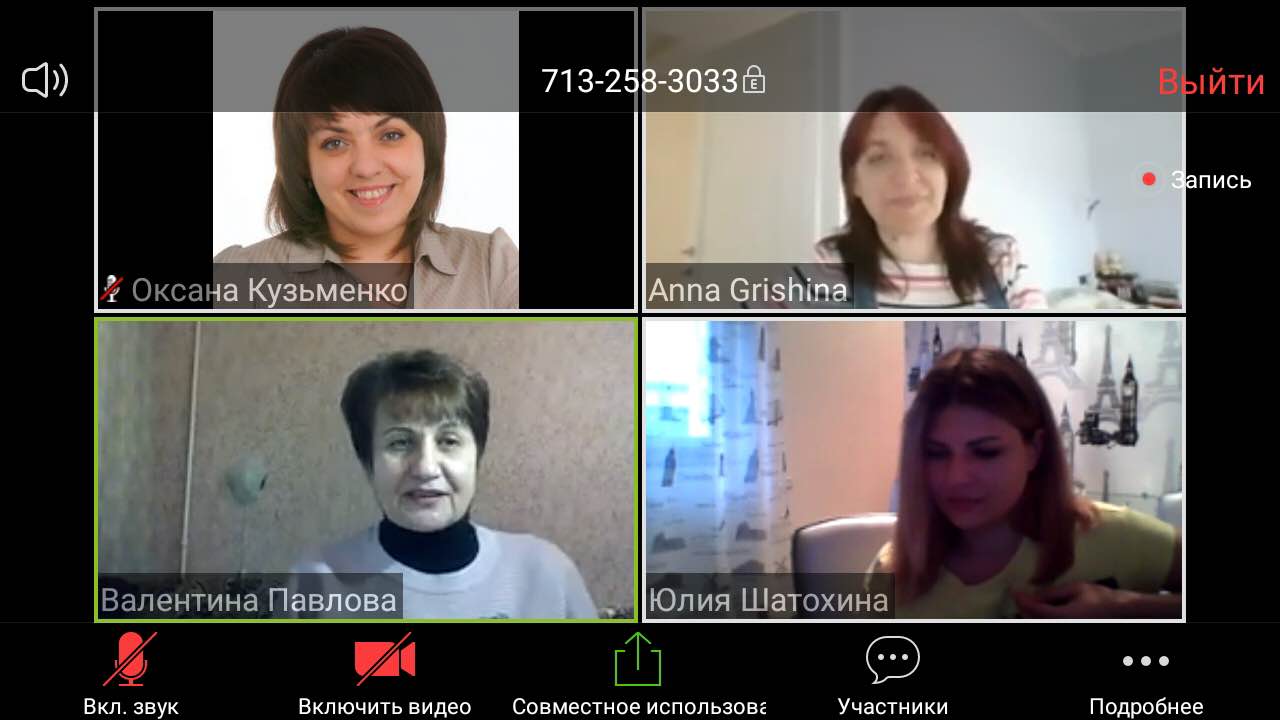 713-258-3033
E
Выйти
Запись
Оксана Кузьменко
Anna Grishina
Валентина Павлова
Юлия Шатохина
Вкл. звук
Включить видео
Совместное использова
Участники
Подробнее